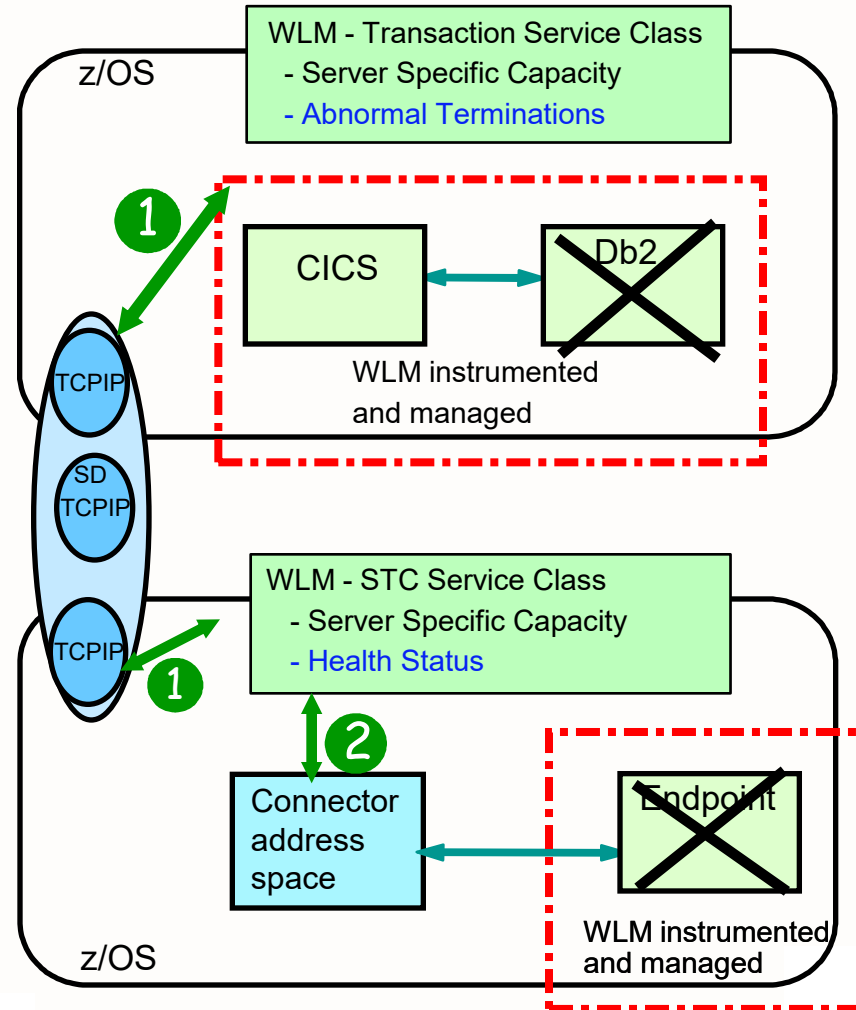 WLM - Transaction Service Class
- Server Specific Capacity
- Abnormal Terminations
z/OS
1
CICS
Db2
WLM instrumented
and managed
TCPIP
SD
TCPIP
TCPIP
1
WLM - STC Service Class
- Server Specific Capacity
- Health Status
2
Connector
address
space
Endpoint
WLM instrumented
and managed
z/OS